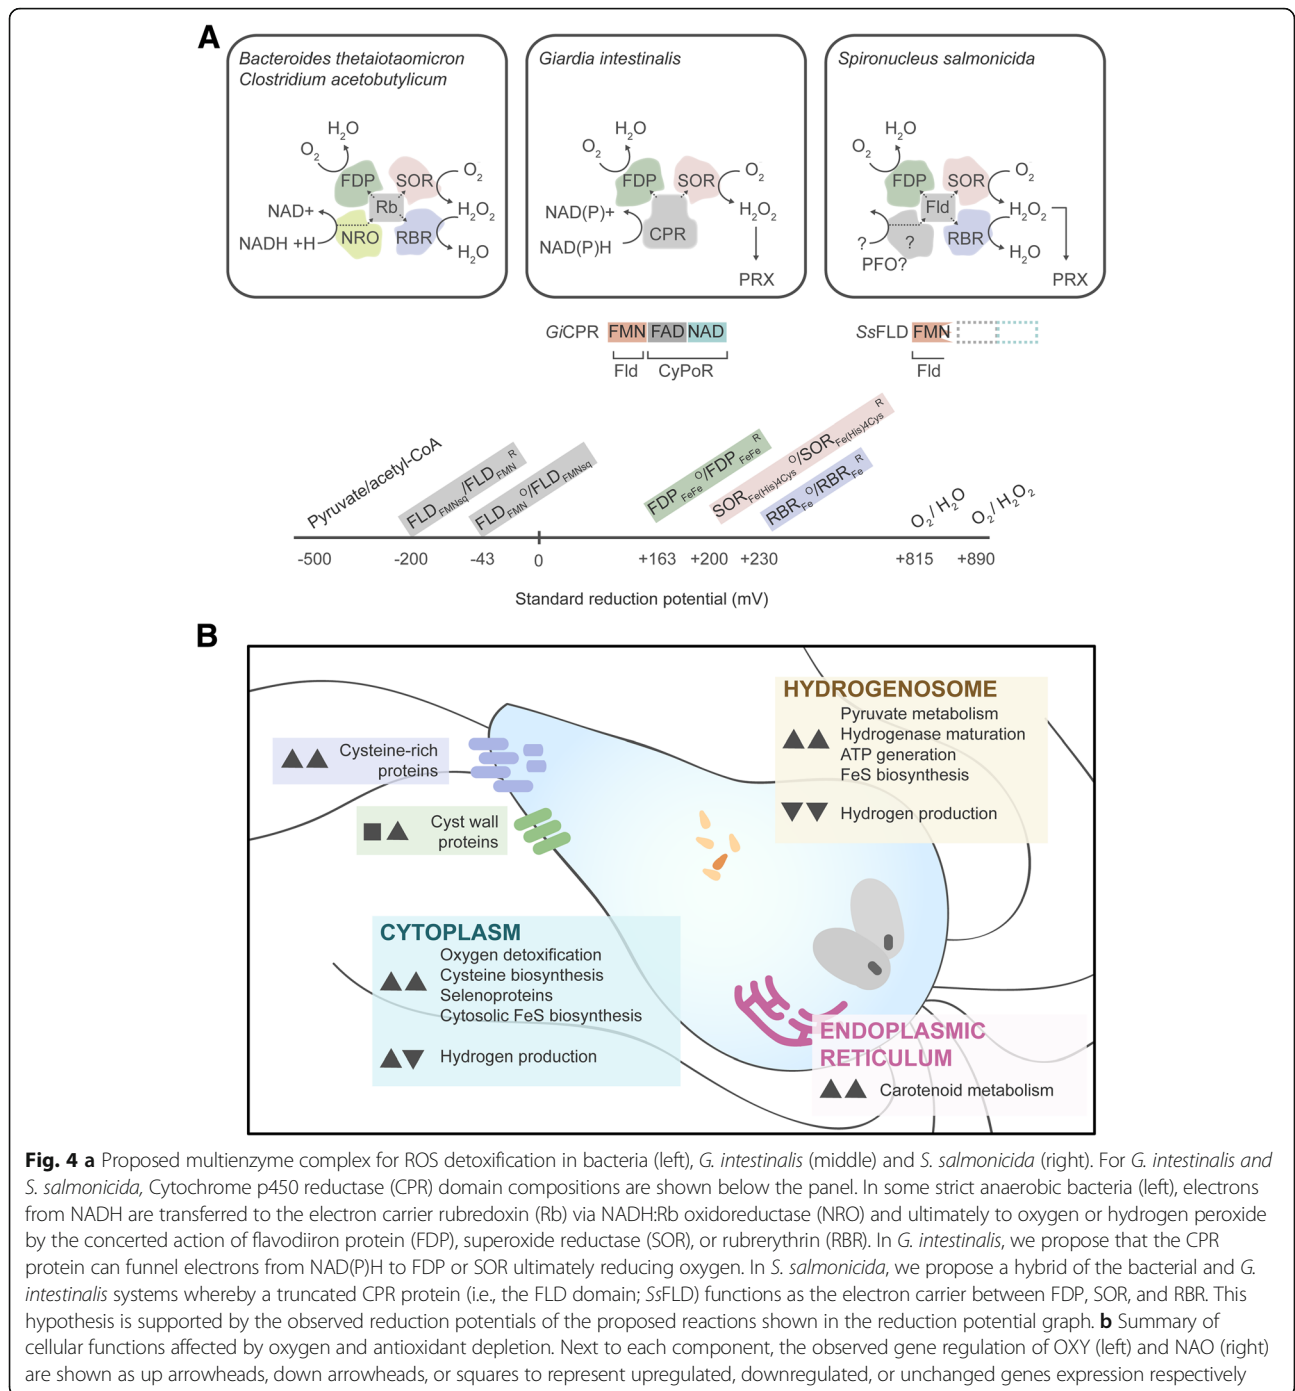 A
Bacteroides thetaiotaomicron
Clostridium acetobutylicum
H2O
O2
FDP
SOR
O2
Rb
NAD+
H2O2
NADH +H
NRO
RBR
H2O
Giardia intestinalis
H2O
O2
FDP
SOR
O2
NAD(P)+
H2O2
CPR
NAD(P)H
PRX
Spironucleus salmonicida
H2O
O2
FDP
SOR
O2
Fld
H2O2
?
?
RBR
H2O
PFO?
PRX
GiCPR FMN FAD NAD
Fld CyPoR
SsFLD FMN
Fld
Pyruvate/acetyl-CoA
FLD FMNsq/FLD FMN R
FLD FMN O/FLD FMNsq
FDP FeFe O/FDP FeFe R
SOR Fe(His)4Cys O/SOR Fe(His)4Cys R
RBR Fe O/RBR Fe R
O2/ H2O
O2/ H2O2
-500 -200 -43 0 +163 +200 +230 +815 +890
Standard reduction potential (mV)
B
Cysteine-rich
proteins
Cyst wall
proteins
HYDROGENOSOME
Pyruvate metabolism
Hydrogenase maturation
ATP generation
FeS biosynthesis
Hydrogen production
CYTOPLASM
Oxygen detoxification
Cysteine biosynthesis
Selenoproteins
Cytosolic FeS biosynthesis
Hydrogen production
ENDOPLASMIC
RETICULUM
Carotenoid metabolism
Fig. 4 a Proposed multienzyme complex for ROS detoxification in bacteria (left), G. intestinalis (middle) and S. salmonicida (right). For G. intestinalis and
S. salmonicida, Cytochrome p450 reductase (CPR) domain compositions are shown below the panel. In some strict anaerobic bacteria (left), electrons
from NADH are transferred to the electron carrier rubredoxin (Rb) via NADH:Rb oxidoreductase (NRO) and ultimately to oxygen or hydrogen peroxide
by the concerted action of flavodiiron protein (FDP), superoxide reductase (SOR), or rubrerythrin (RBR). In G. intestinalis, we propose that the CPR
protein can funnel electrons from NAD(P)H to FDP or SOR ultimately reducing oxygen. In S. salmonicida, we propose a hybrid of the bacterial and G.
intestinalis systems whereby a truncated CPR protein (i.e., the FLD domain; SsFLD) functions as the electron carrier between FDP, SOR, and RBR. This
hypothesis is supported by the observed reduction potentials of the proposed reactions shown in the reduction potential graph. b Summary of
cellular functions affected by oxygen and antioxidant depletion. Next to each component, the observed gene regulation of OXY (left) and NAO (right)
are shown as up arrowheads, down arrowheads, or squares to represent upregulated, downregulated, or unchanged genes expression respectively